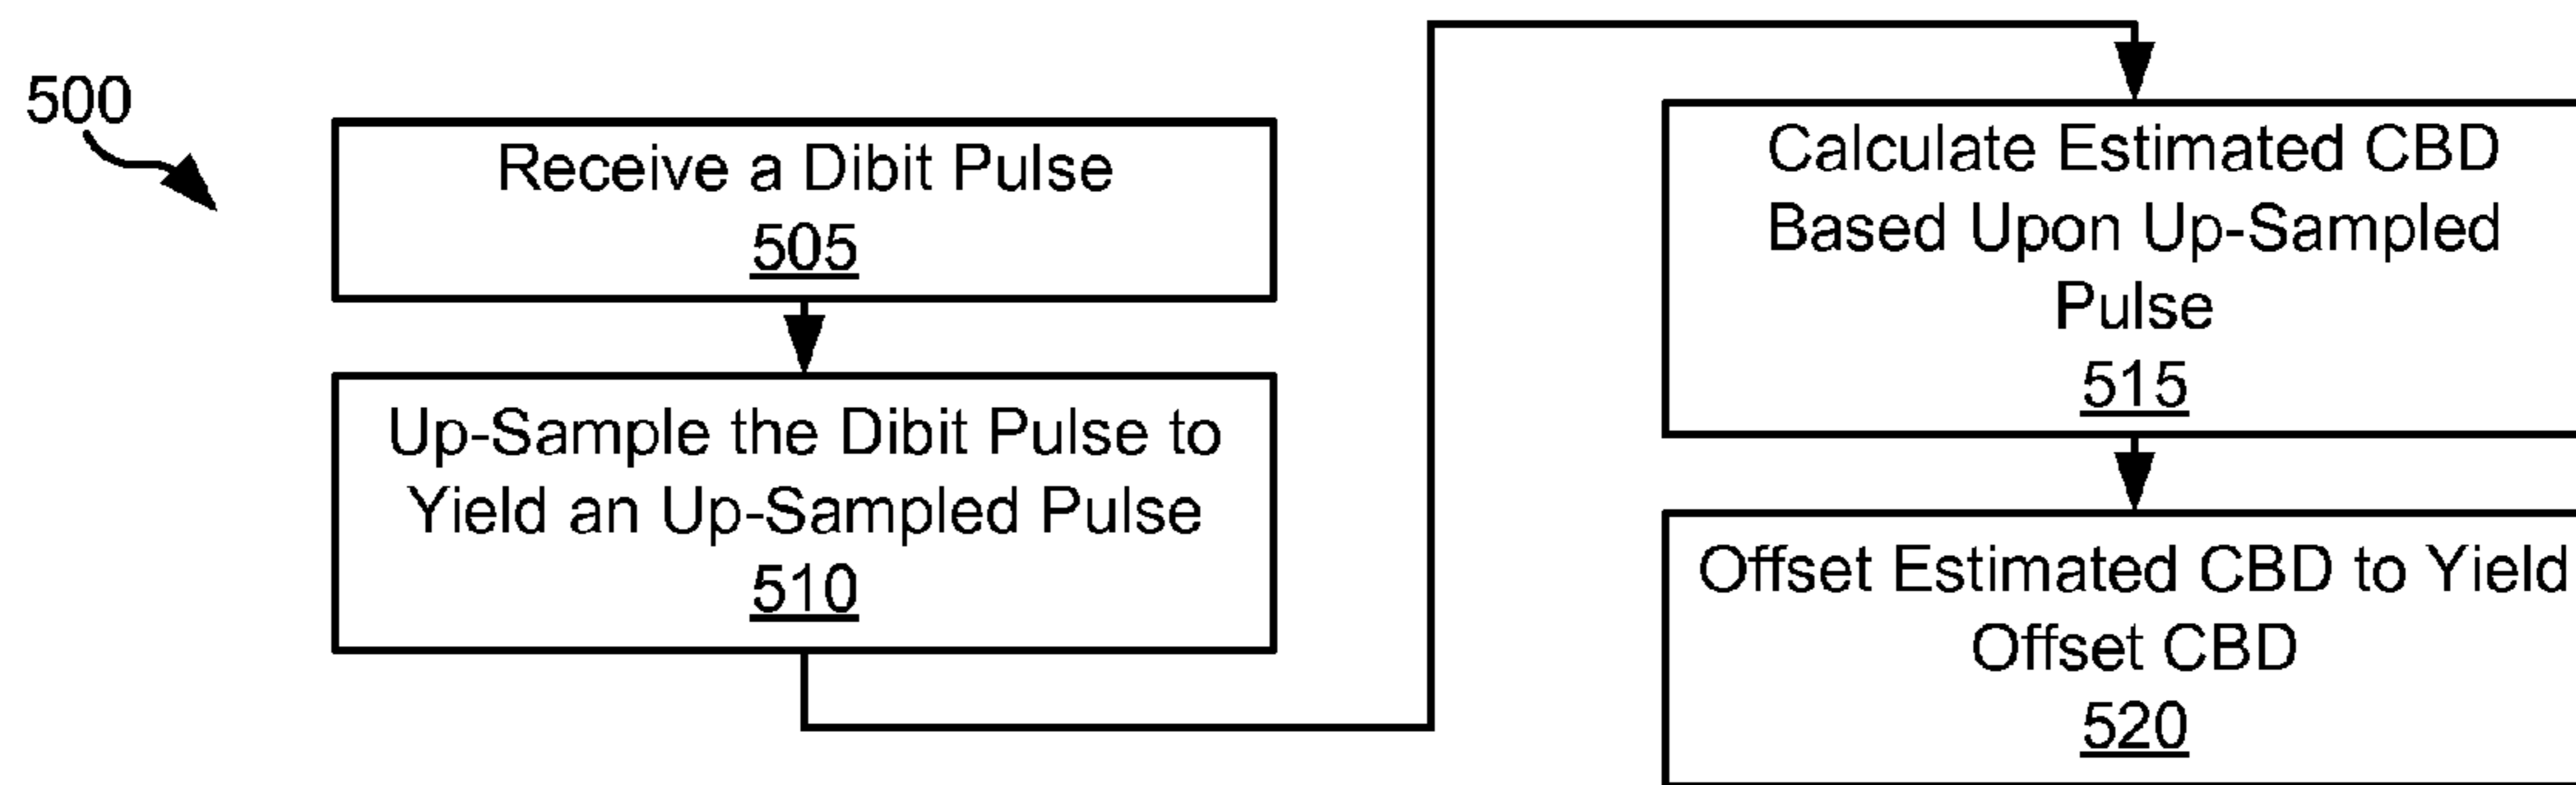 500
Receive a Dibit Pulse
505
Up-Sample the Dibit Pulse to
Yield an Up-Sampled Pulse
510
Calculate Estimated CBD
Based Upon Up-Sampled
Pulse
515
Offset Estimated CBD to Yield
Offset CBD
520